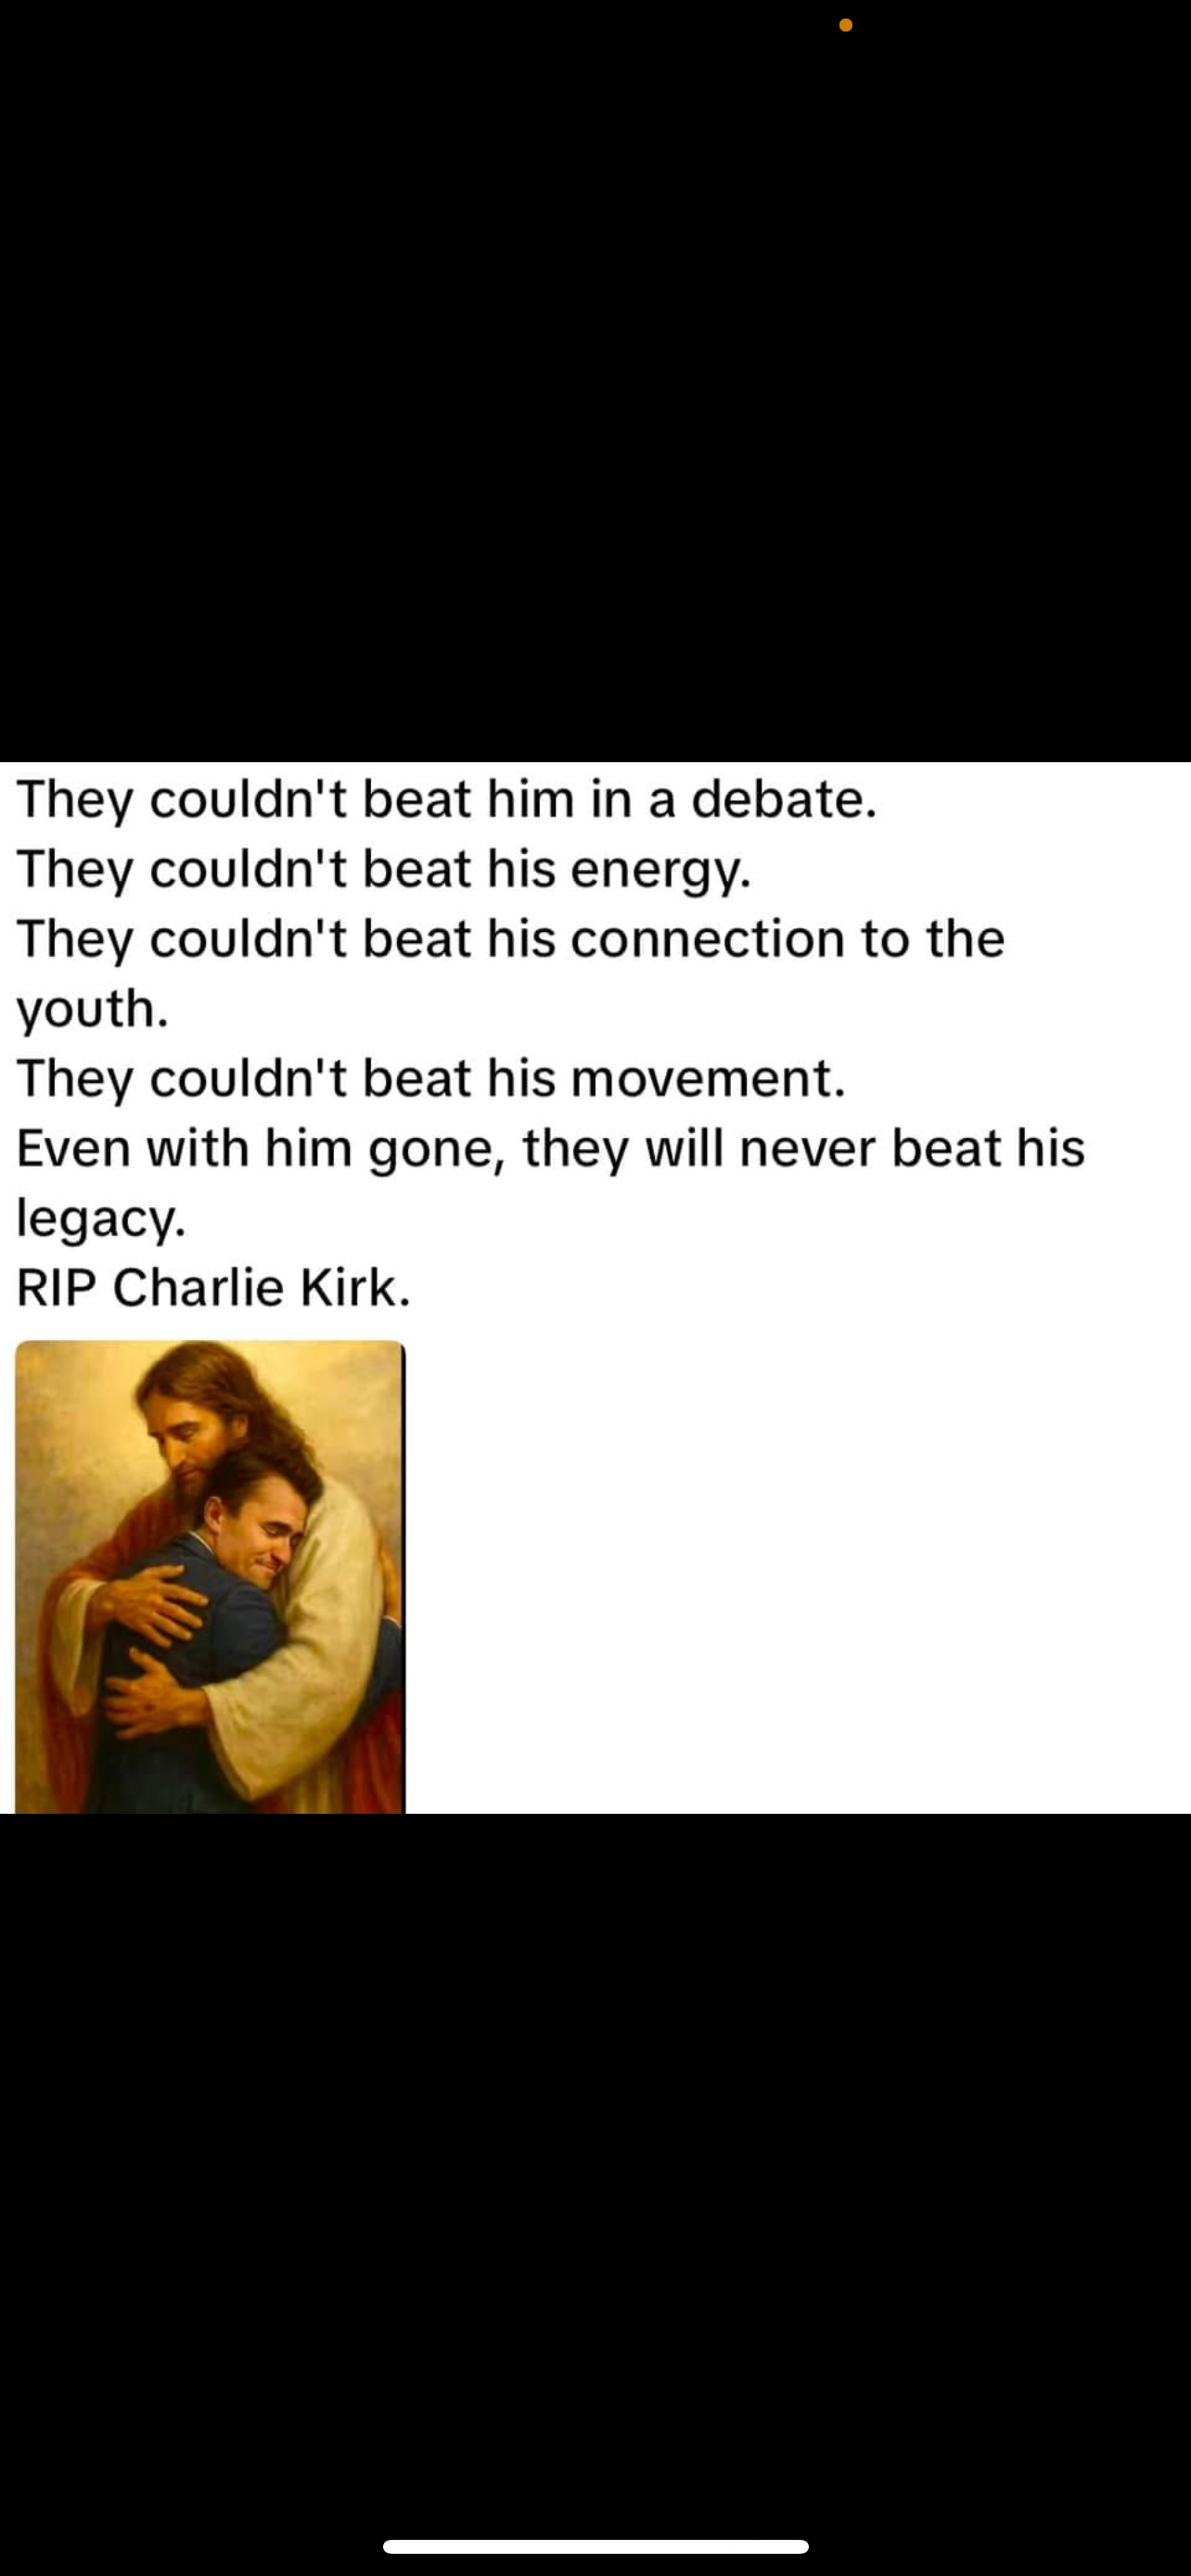 They couldn't beat him in a debate.
They couldn't beat his energy.
They couldn't beat his connection to the
youth.
They couldn't beat his movement.
Even with him gone, they will never beat his
legacy.
RIP Charlie Kirk.